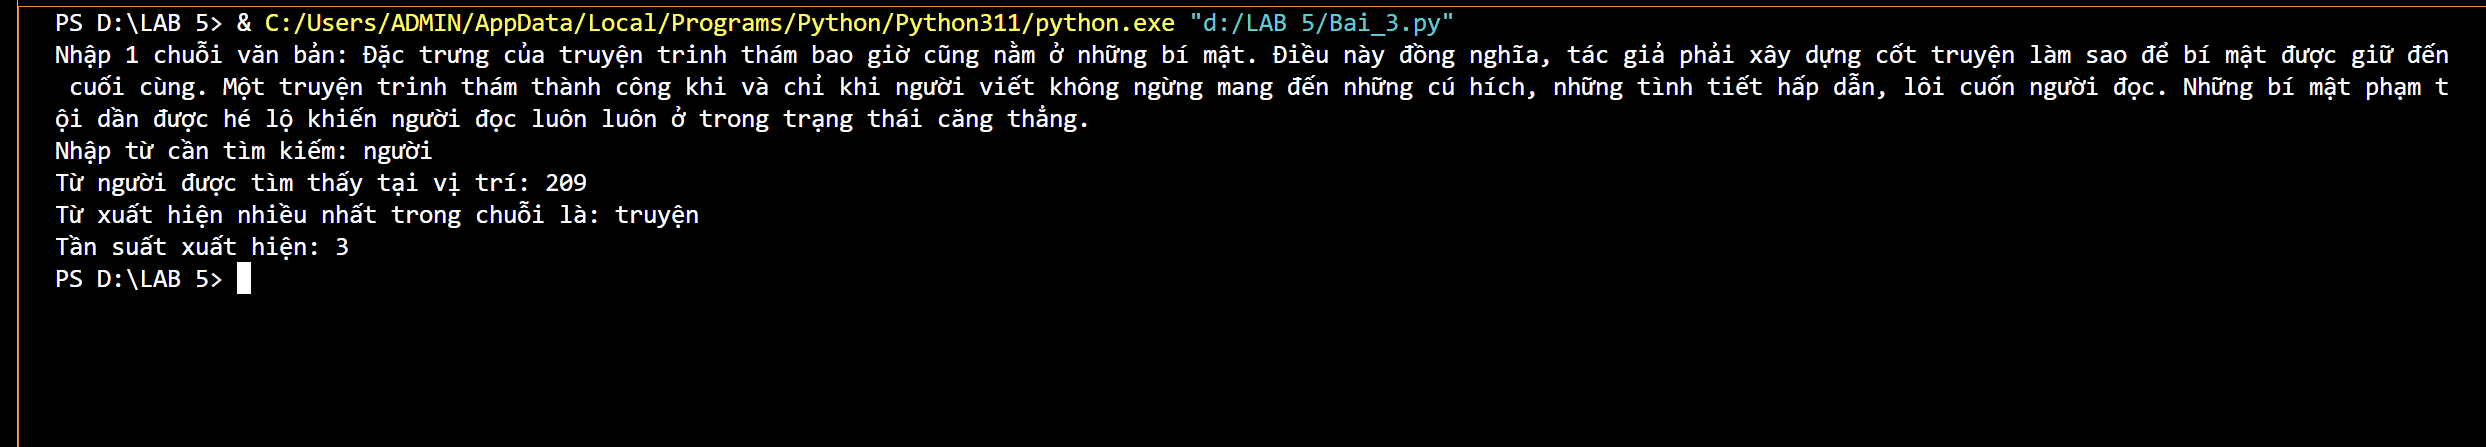 PS D:\LAB 5> & C:/Users/ADMIN/AppData/Local/Programs/Python/Python311/python.exe "d:/LAB 5/Bai_3.py"
Nhập 1 chuỗi văn bản: Đặc trưng của truyện trinh thám bao giờ cũng nằm ở những bí mật. Điều này đồng nghĩa, tác giả phải xây dựng cốt truyện làm sao để bí mật được giữ đến
cuối cùng. Một truyện trinh thám thành công khi và chỉ khi người viết không ngừng mang đến những cú hích, những tình tiết hấp dẫn, lôi cuốn người đọc. Những bí mật phạm t
ội dần được hé lộ khiến người đọc luôn luôn ở trong trạng thái căng thẳng.
Nhập từ cần tìm kiếm: người
Từ người được tìm thấy tại vị trí: 209
Từ xuất hiện nhiều nhất trong chuỗi là: truyện
Tần suất xuất hiện: 3
PS D:\LAB 5>